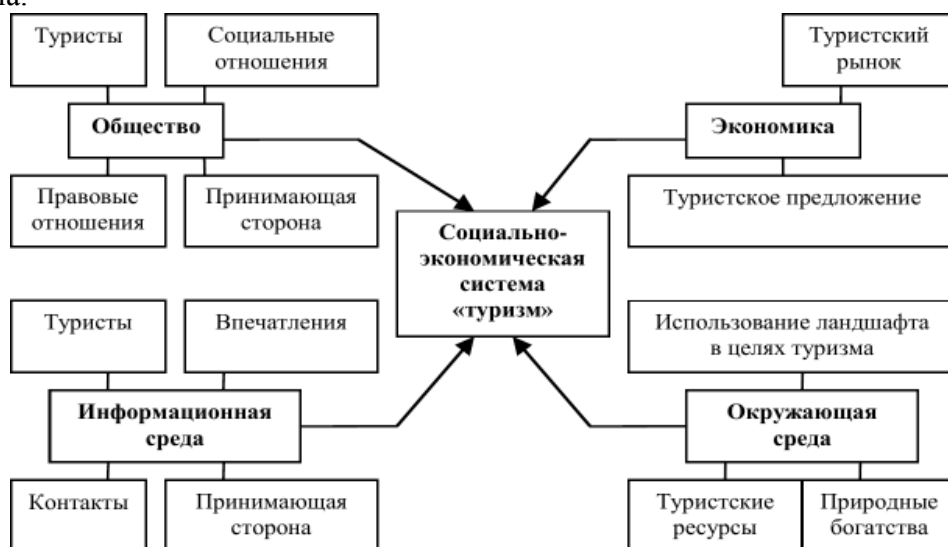 на.
Туристы
Социальные
отношения
Туристский
рынок
Общество
Экономика
Правовые
отношения
Принимающая
сторона
Туристское предложение
Социально-
экономическая
система
«туризм»
Туристы
Впечатления
Использование ландшафта
в целях туризма
Информационная
среда
Окружающая
среда
Контакты
Принимающая
сторона
Туристские
ресурсы
Природные
богатства